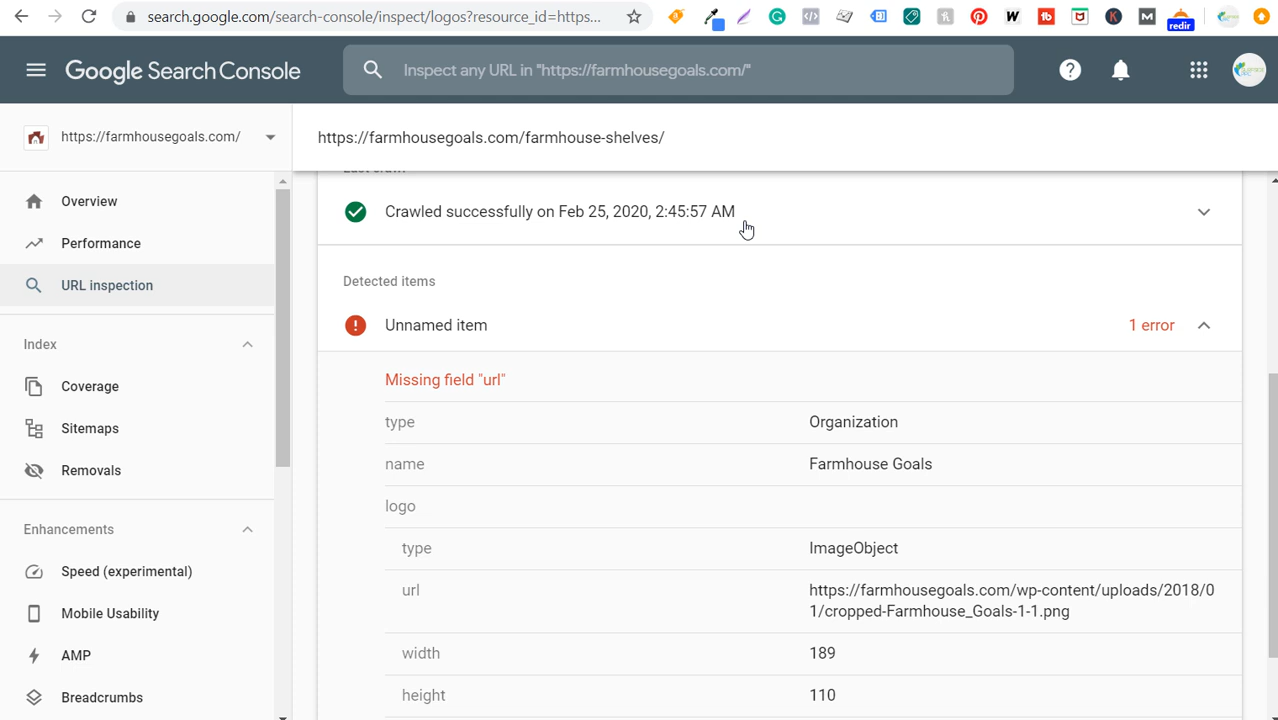 search.google.com/search-console/inspect/logos?resource_id=https...
redir
Google Search Console
Inspect any URL in "https://farmhousegoals.com/"
https://farmhousegoals.com/
https://farmhousegoals.com/farmhouse-shelves/
Overview
Performance
URL inspection
Index
Coverage
Sitemaps
Removals
Enhancements
Speed (experimental)
Mobile Usability
AMP
Breadcrumbs
Last crawl
Crawled successfully on Feb 25, 2020, 2:45:57 AM
Detected items
Unnamed item 1 error
Missing field "url"
type Organization
name Farmhouse Goals
logo
type ImageObject
url https://farmhousegoals.com/wp-content/uploads/2018/0
1/cropped-Farmhouse_Goals-1-1.png
width 189
height 110